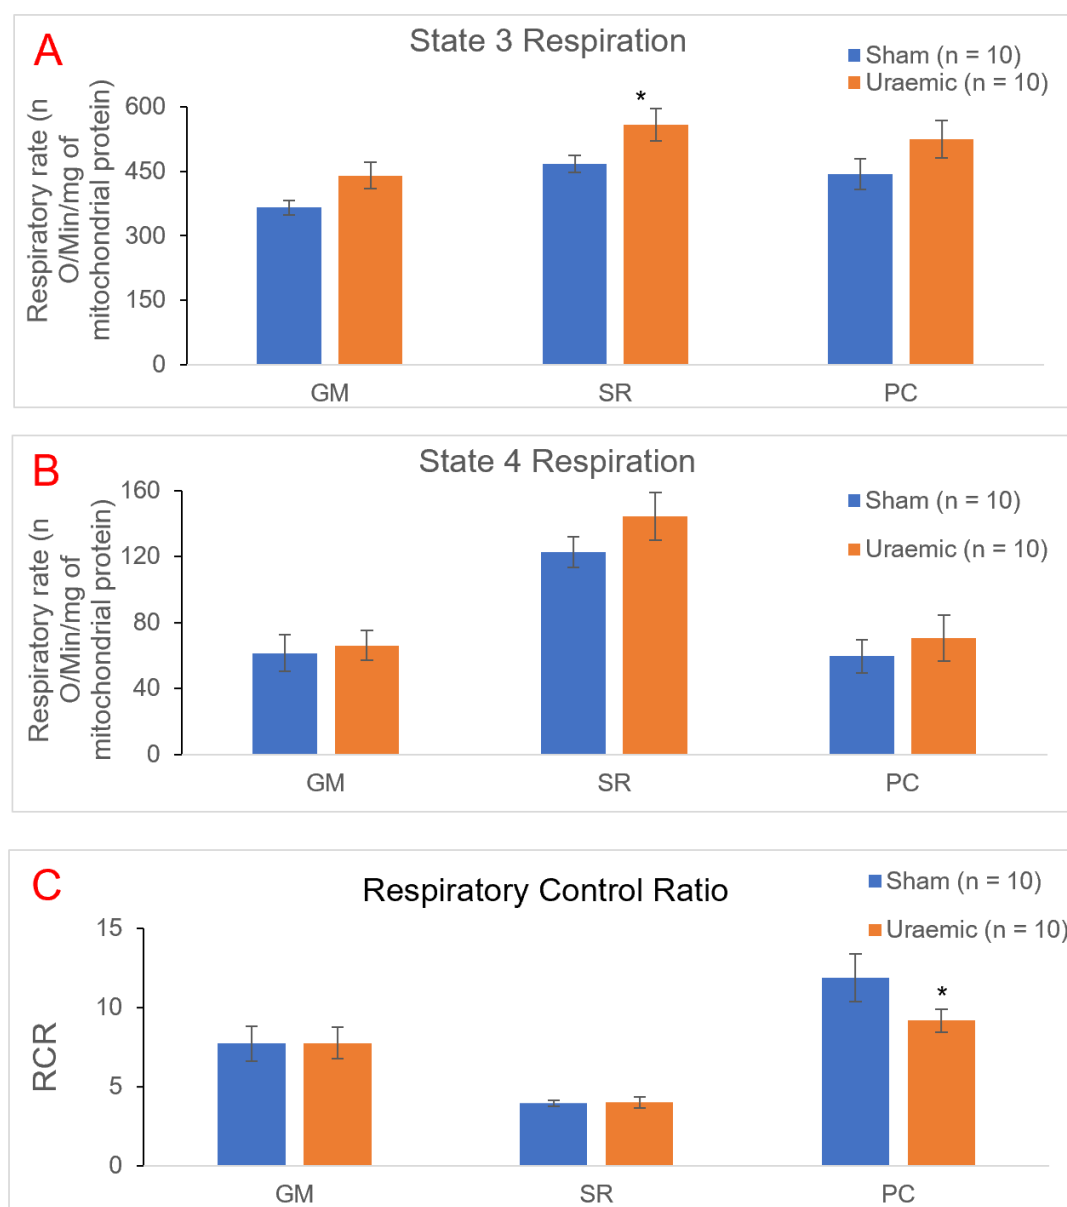 A
State 3 Respiration
Sham (n = 10)
Uraemic (n = 10)
Respiratory rate (n
O/Min/mg of
mitochondrial protein)
600
450
300
150
0
*
GM
SR
PC
B
State 4 Respiration
Sham (n = 10)
Uraemic (n = 10)
Respiratory rate (n
O/Min/mg of
mitochondrial protein)
160
120
80
40
0
GM
SR
PC
C
Respiratory Control Ratio
Sham (n = 10)
Uraemic (n = 10)
RCR
15
10
5
0
*
GM
SR
PC